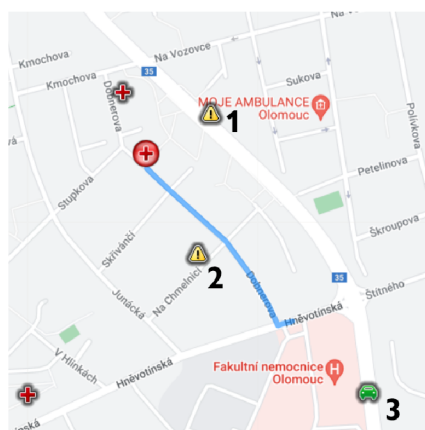 Kmochova
Na Vozovce
Kmochova
35
Dobnerova
Sukova
MOJE AMBULANCE
Olomouc
1
Polívkova
Petelinova
Stupkova
Skřivánčí
Škroupova
2
Na Chmelnici
Dobnerova
35
Junácká
Štítného
Hněvotínská
V Hlinkách
Hněvotínská
Fakultní nemocnice
Olomouc
H
3